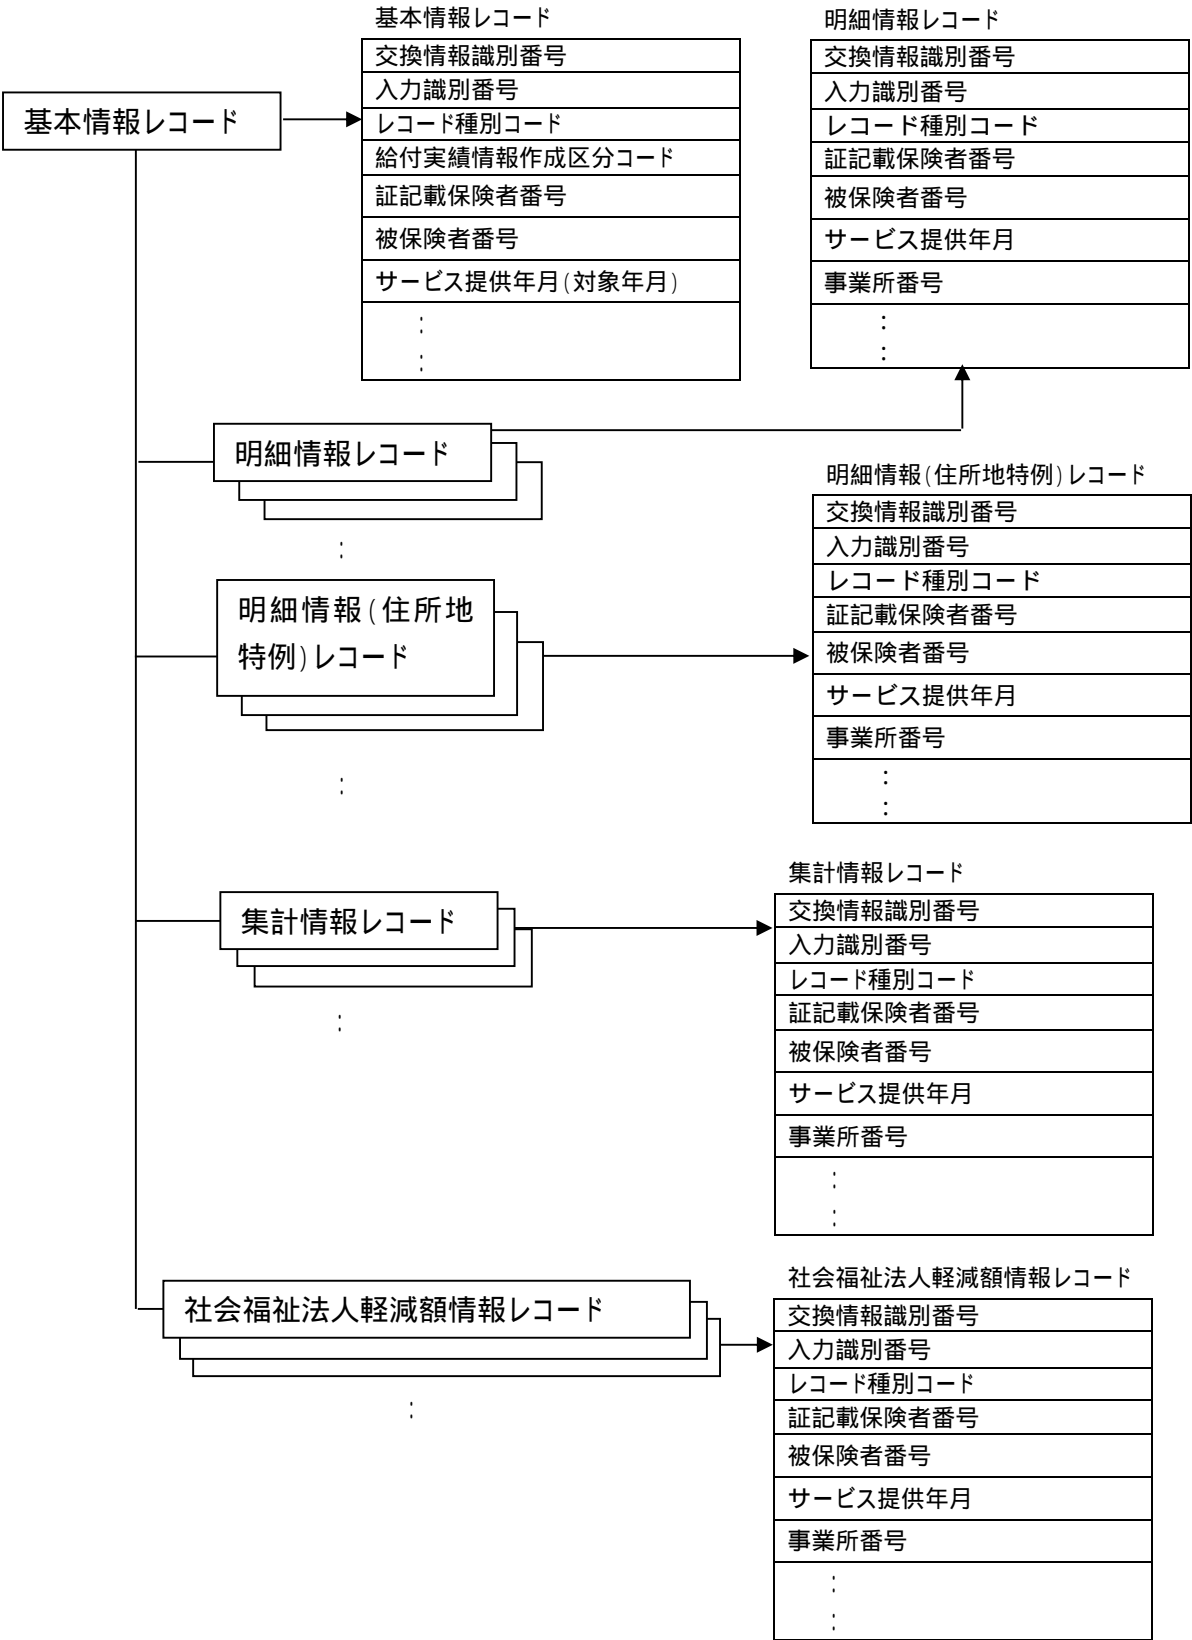 基本情報レコード
交換情報識別番号
入力識別番号
レコード種別コード
給付実績情報作成区分コード
証記載保険者番号
被保険者番号
サービス提供年月(対象年月)
:
:
明細情報レコード
交換情報識別番号
入力識別番号
レコード種別コード
証記載保険者番号
被保険者番号
サービス提供年月
事業所番号
:
:
基本情報レコード
明細情報レコード
:
明細情報(住所地
特例)レコード
:
明細情報(住所地特例)レコード
交換情報識別番号
入力識別番号
レコード種別コード
証記載保険者番号
被保険者番号
サービス提供年月
事業所番号
:
:
集計情報レコード
:
集計情報レコード
交換情報識別番号
入力識別番号
レコード種別コード
証記載保険者番号
被保険者番号
サービス提供年月
事業所番号
:
:
社会福祉法人軽減額情報レコード
:
社会福祉法人軽減額情報レコード
交換情報識別番号
入力識別番号
レコード種別コード
証記載保険者番号
被保険者番号
サービス提供年月
事業所番号
:
: